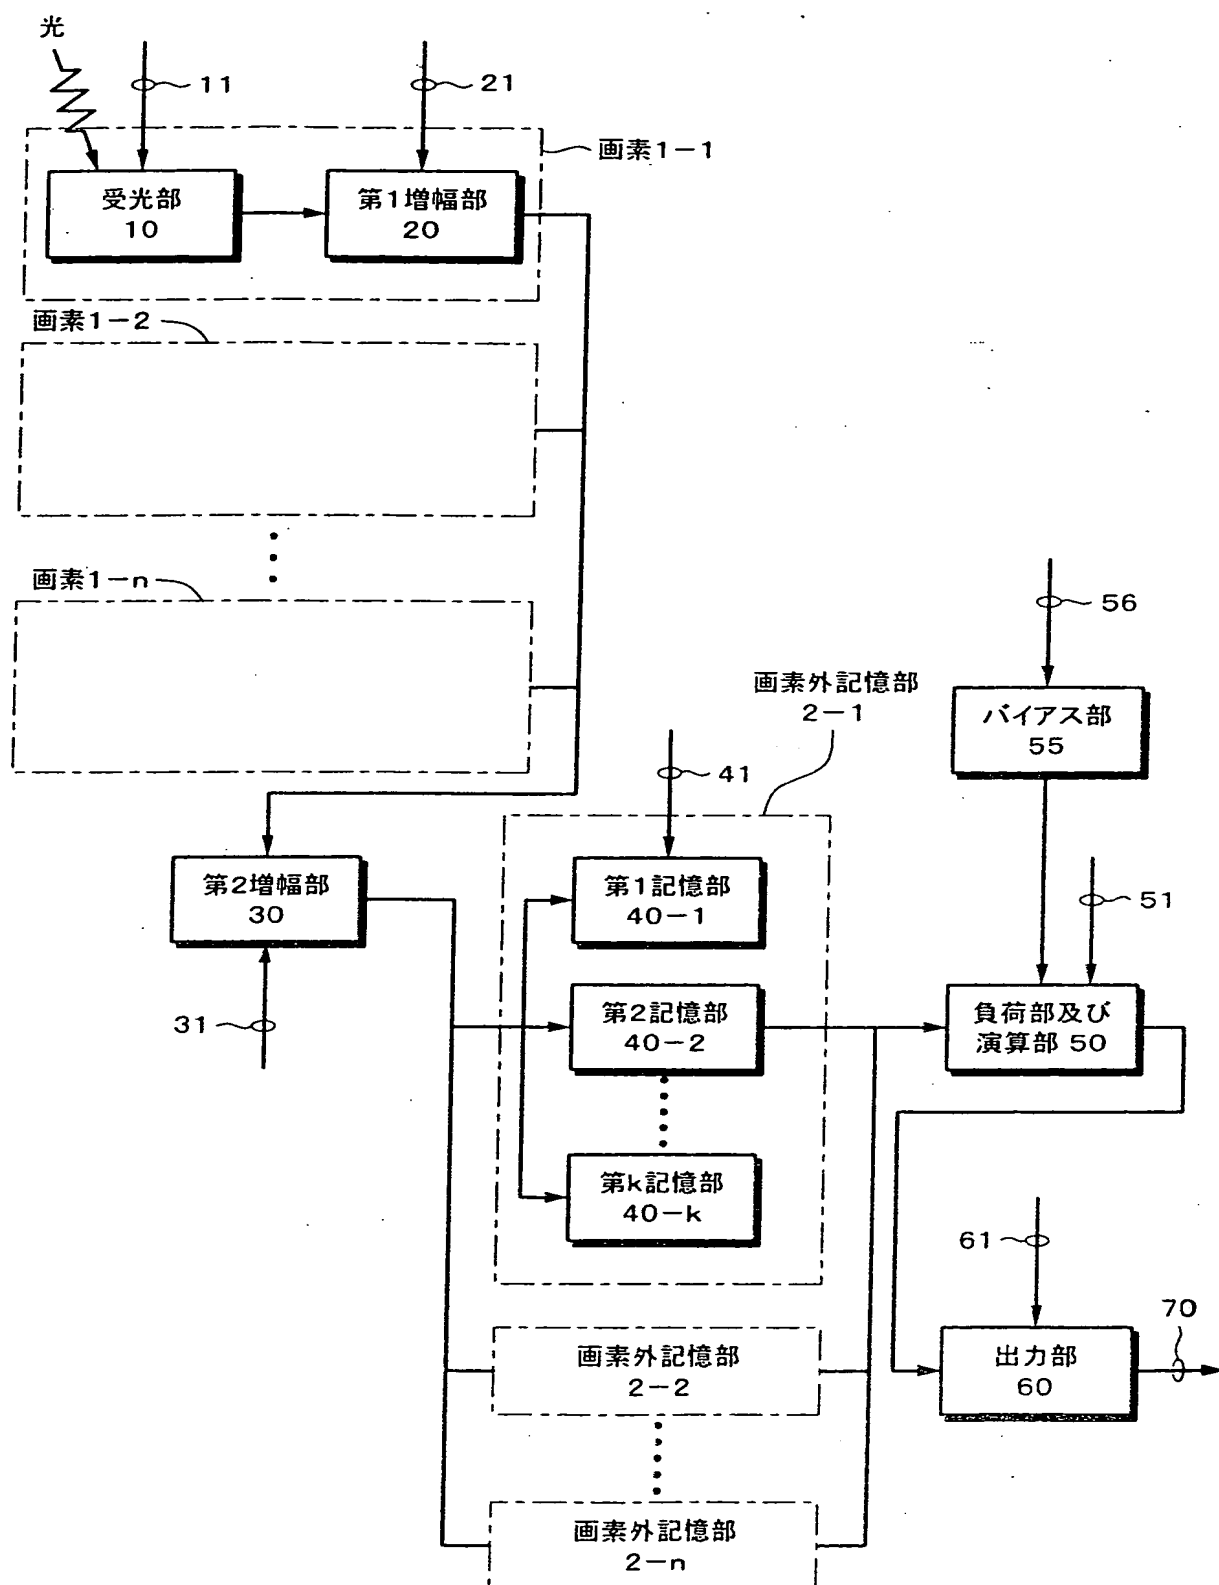 光
11
21
画素1-1
受光部
10
第1増幅部
20
画素1-2
画素1-n
56
画素外記憶部
2-1
バイアス部
55
41
第2増幅部
30
第1記憶部
40-1
51
31
第2記憶部
40-2
負荷部及び
演算部 50
第k記憶部
40-k
61
70
画素外記憶部
2-2
出力部
60
画素外記憶部
2-n